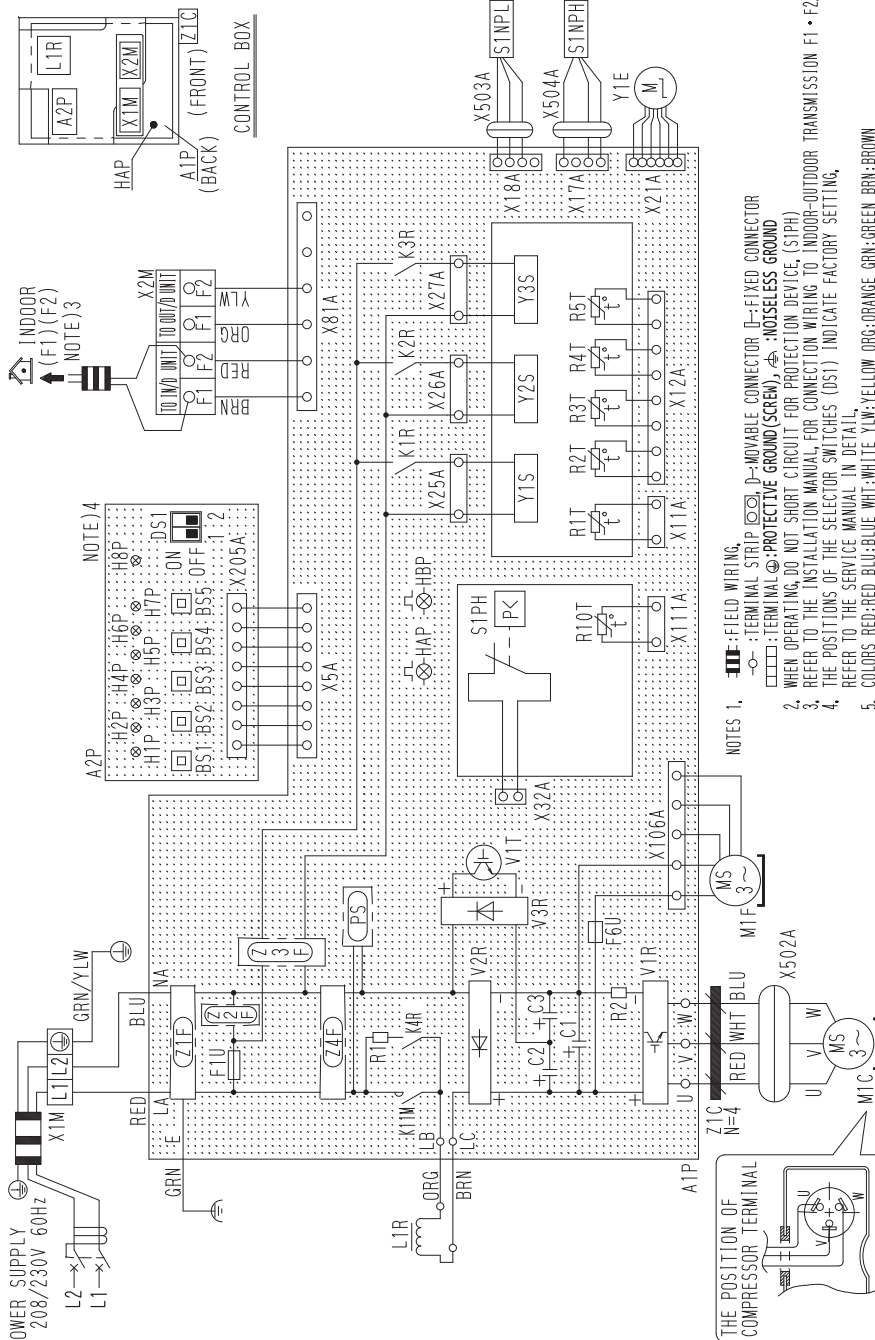 OWER SUPPLY
208/230V 60Hz
L2
L1
X1M
L1 L2
GRN/YLW
RED
BLU
LA
NA
E
GRN
Z1F
F1U
Z2F
Z3F
Z4F
PS
R1
K4R
K11M
LB
LC
ORG
BRN
L1R
V2R
V3R
V1T
C2
C3
C1
R2
F6U
V1R
U V W
Z1C
N=4
RED WHT BLU
X502A
U V W
MS
3~
M1C
A1P
THE POSITION OF
COMPRESSOR TERMINAL
U
V
W
X106A
MS
3~
M1F
A2P
NOTE)4
H1P H2P H3P H4P H5P H6P H7P H8P
BS1 BS2 BS3 BS4 BS5
DS1
ON
OFF
1 2
X205A
X5A
HAP
HBP
X32A
S1PH
P<
R10T
t°
X111A
INDOOR
(F1)(F2)
NOTE)3
X2M
TO IN/D UNIT
TO OUT/D UNIT
F1 F2 F1 F2
BRN RED ORG YLW
X81A
K1R K2R K3R
X25A X26A X27A
Y1S Y2S Y3S
R1T R2T R3T R4T R5T
t° t° t° t° t°
X11A
X12A
X18A
X17A
X21A
X503A
X504A
S1NPL
S1NPH
Y1E
M
L1R
A2P
X1M
X2M
Z1C
HAP
A1P
(BACK)
(FRONT)
CONTROL BOX
NOTES 1. :FIELD WIRING.
:TERMINAL STRIP , :MOVABLE CONNECTOR :FIXED CONNECTOR
:TERMINAL :PROTECTIVE GROUND(SCREW), :NOISELESS GROUND
2. WHEN OPERATING,DO NOT SHORT CIRCUIT FOR PROTECTION DEVICE.(S1PH)
3. REFER TO THE INSTALLATION MANUAL,FOR CONNECTION WIRING TO INDOOR-OUTDOOR TRANSMISSION F1・F2
4. THE POSITIONS OF THE SELECTOR SWITCHES (DS1) INDICATE FACTORY SETTING.
REFER TO THE SERVICE MANUAL IN DETAIL.
5. COLORS RED:RED BLU:BLUE WHT:WHITE YLW:YELLOW ORG:ORANGE GRN:GREEN BRN:BROWN